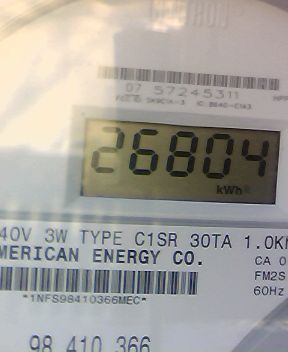 07 57245311
26804
kWh
40V 3W TYPE C1SR 30TA 1.0K
MERICAN ENERGY CO.
CA 0
FM2S
60Hz
*1NFS98410366MEC*
98 410 366